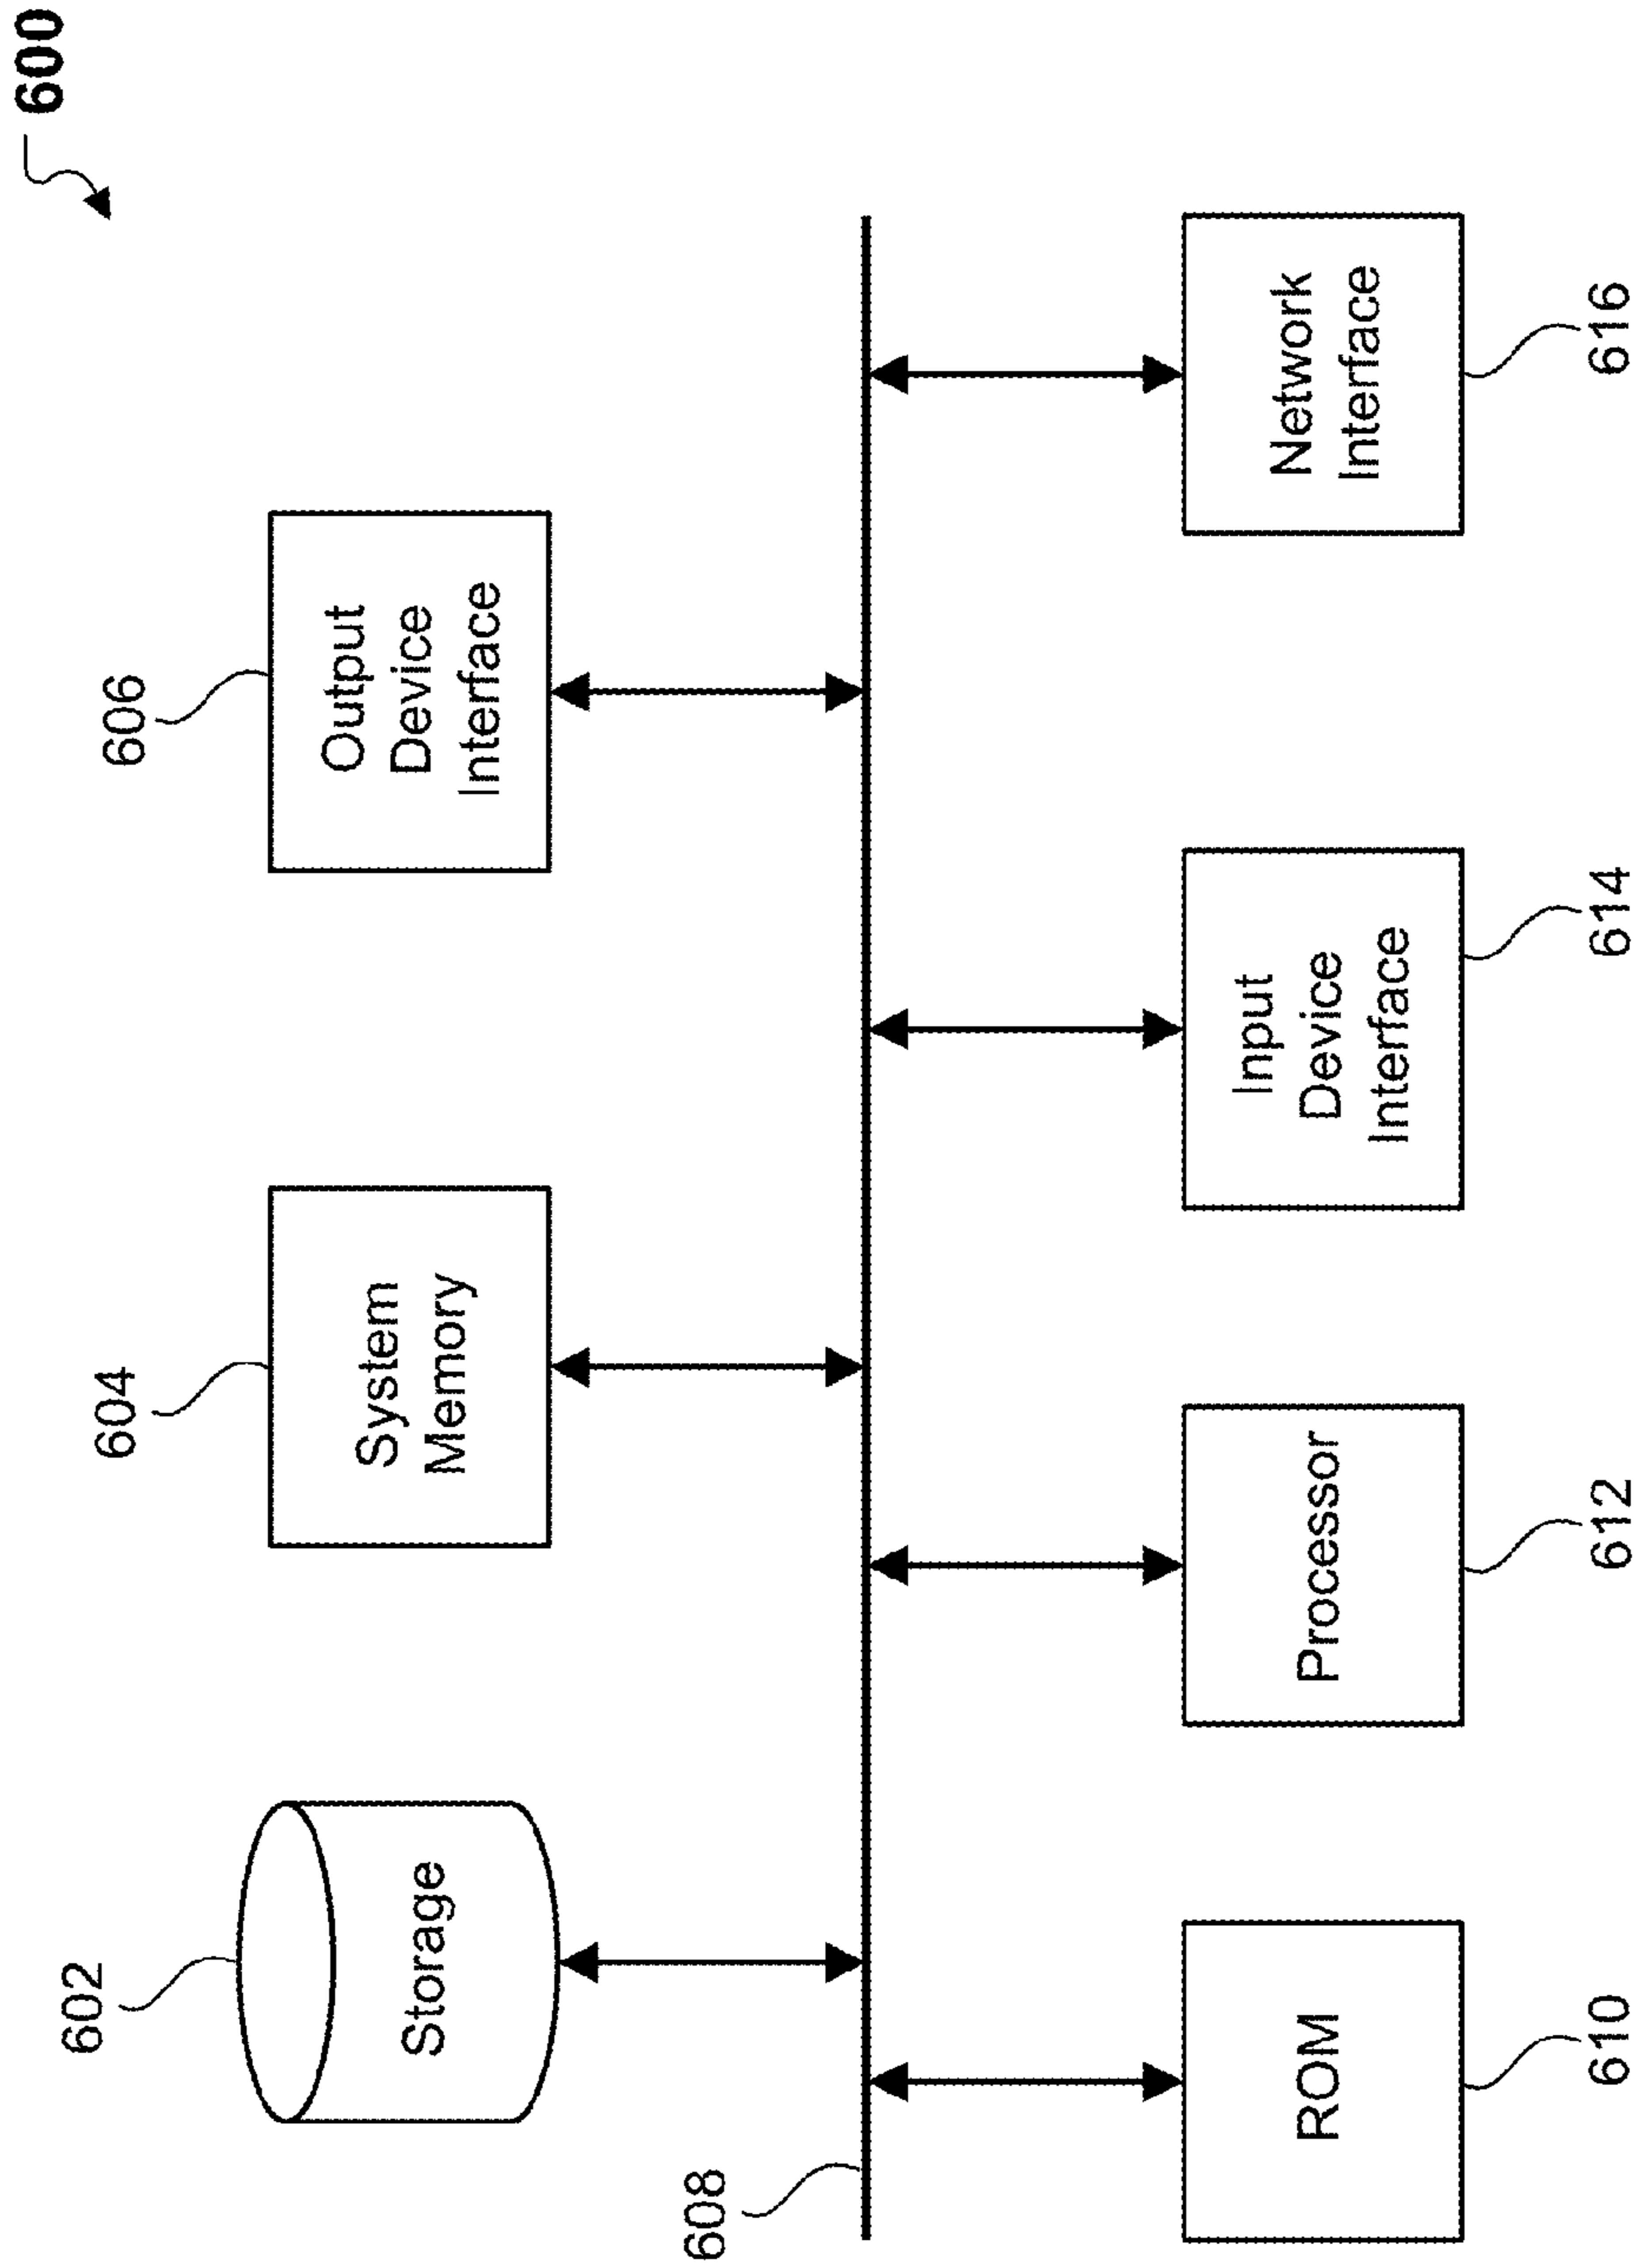 600
602
604
606
Storage
System
Memory
Output
Device
Interface
608
ROM
Processor
Input
Device
Interface
Network
Interface
610
612
614
616